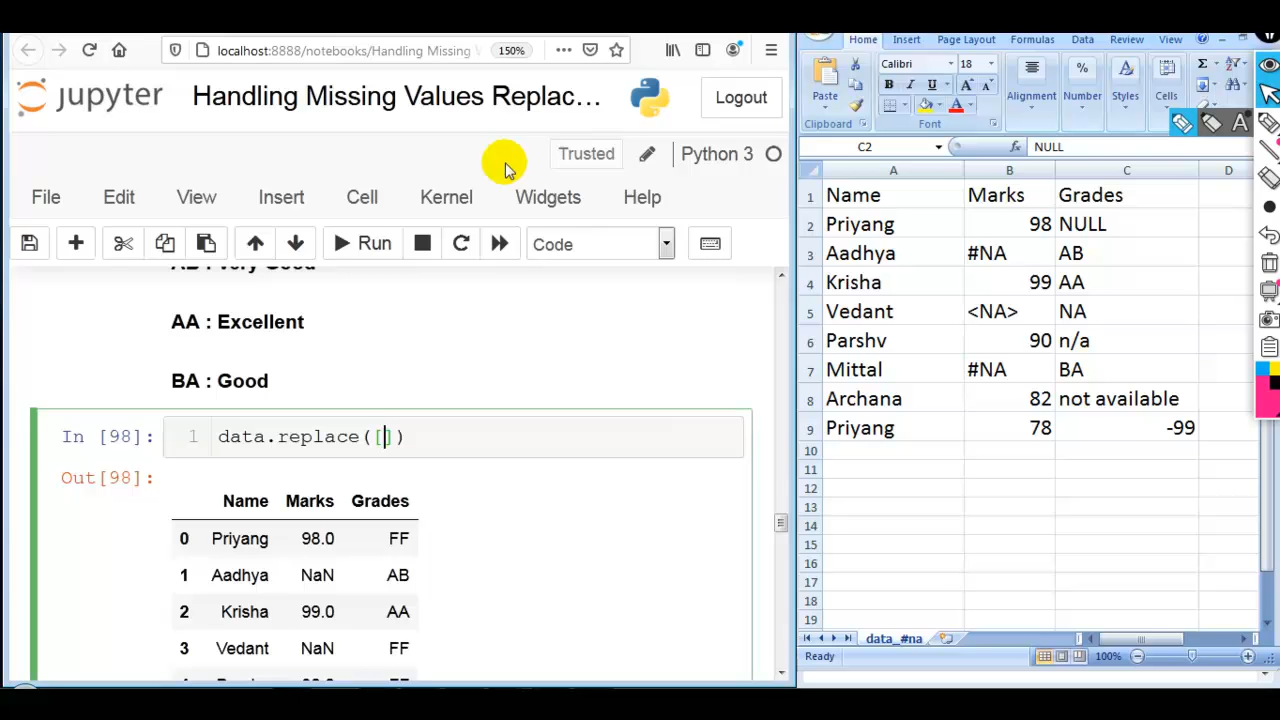 localhost:8888/notebooks/Handling Missing V
150%
jupyter
Handling Missing Values Replac...
Logout
Trusted
Python 3
File
Edit
View
Insert
Cell
Kernel
Widgets
Help
Run
Code
AA : Excellent
BA : Good
In [98]:
1
data.replace([])
Out[98]:
Name Marks Grades
0 Priyang 98.0 FF
1 Aadhya NaN AB
2 Krisha 99.0 AA
3 Vedant NaN FF
Home
Insert
Page Layout
Formulas
Data
Review
View
Paste
Calibri
18
B I U
A A
Alignment
Number
Styles
Cells
Clipboard
Font
C2
fx
NULL
A B C D
1 Name Marks Grades
2 Priyang 98 NULL
3 Aadhya #NA AB
4 Krisha 99 AA
5 Vedant <NA> NA
6 Parshv 90 n/a
7 Mittal #NA BA
8 Archana 82 not available
9 Priyang 78 -99
10
11
12
13
14
15
16
17
18
19
data_#na
Ready
100%